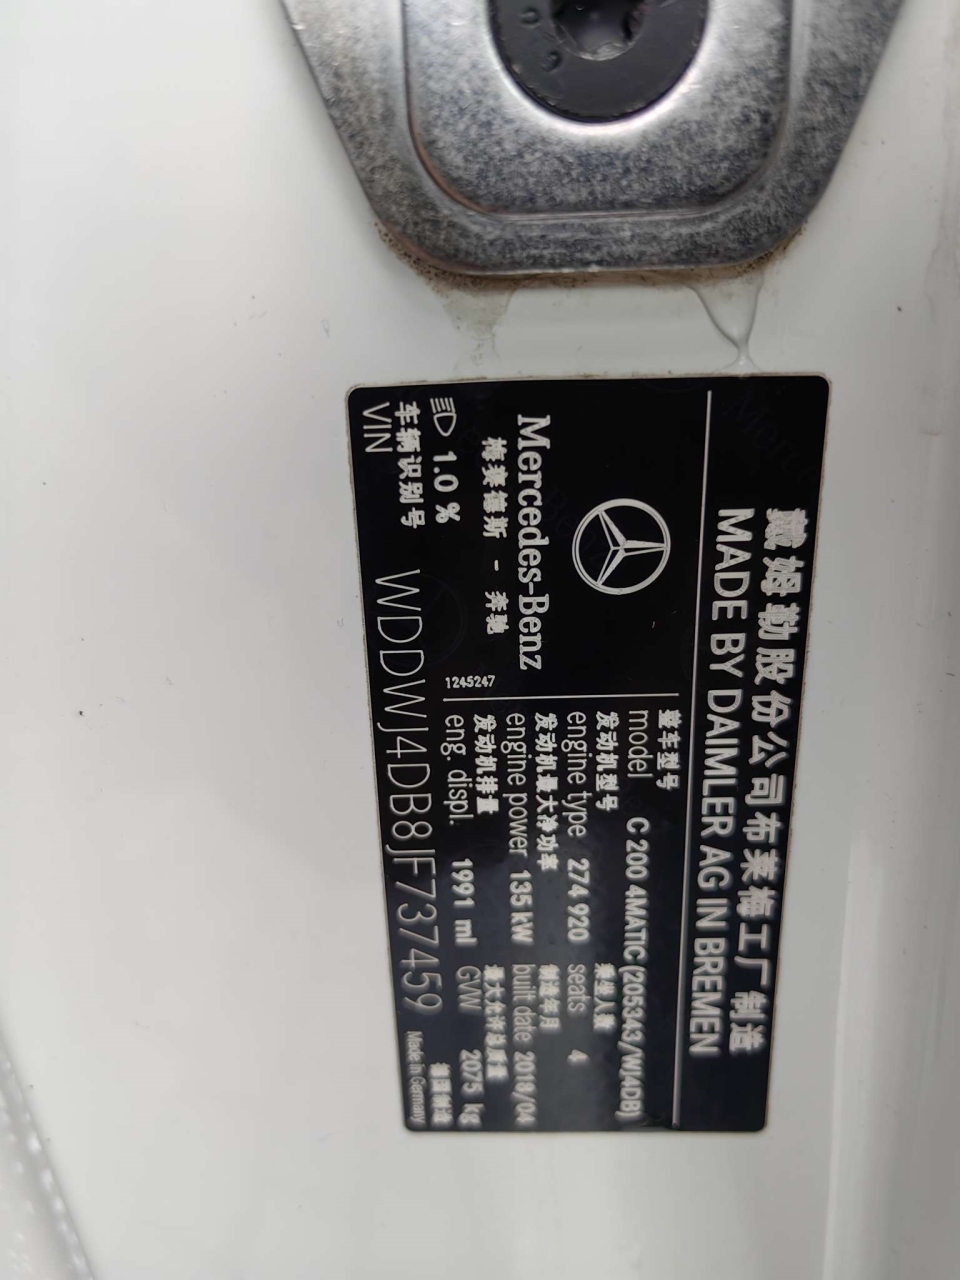 戴姆勒股份公司布莱梅工厂 制造
MADE BY DAIMLER AG IN BREMEN
Mercedes-Benz
梅赛德斯 - 奔驰
1.0 %
1245247
整车型号
model C 200 4MATIC (205343/WJ4DB)
发动机型号 乘坐人数
engine type 274 920 seats 4
发动机最大净功率 制造年月
engine power 135 kW built date 2018/04
发动机排量 最大允许总质量
eng. displ. 1991 ml GVW 2075 kg
车辆识别号 德国制造
VIN WDDWJ4DB8JF737459 Made in Germany